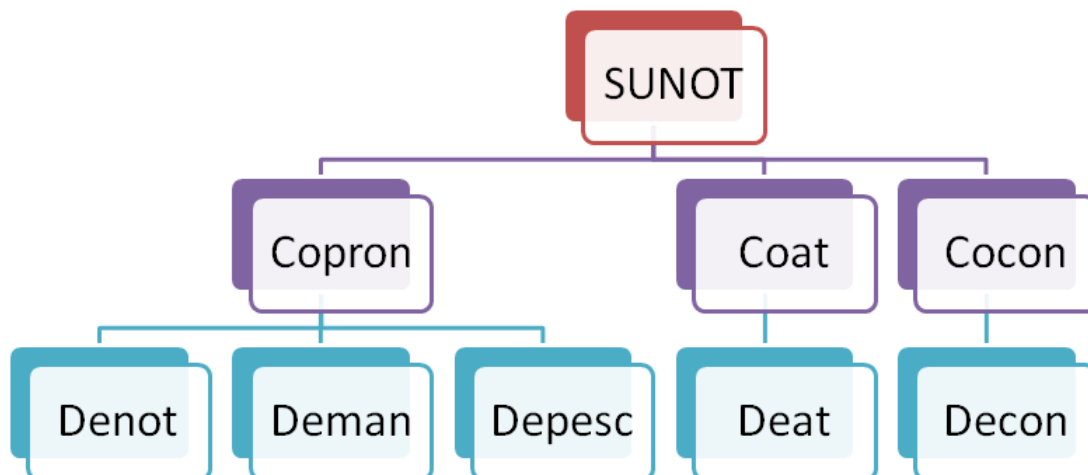 SUNOT
Copron
Coat
Cocon
Denot
Deman
Depesc
Deat
Decon